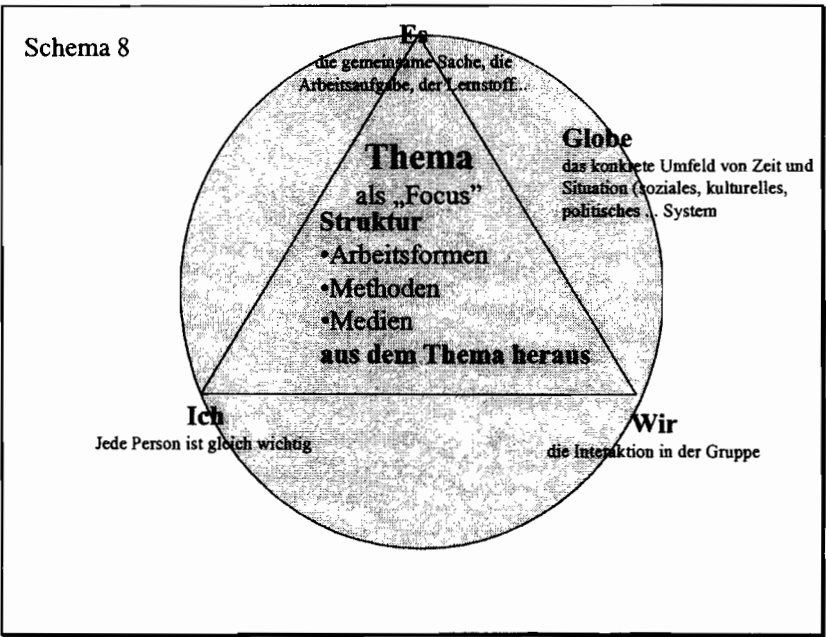 Schema 8
Es
die gemeinsame Sache, die
Arbeitsaufgabe, der Lernstoff...
Globe
das konkrete Umfeld von Zeit und
Situation (soziales, kulturelles,
politisches ... System
Thema
als „Focus”
Struktur
•Arbeitsformen
•Methoden
•Medien
aus dem Thema heraus
Ich
Jede Person ist gleich wichtig
Wir
die Interaktion in der Gruppe